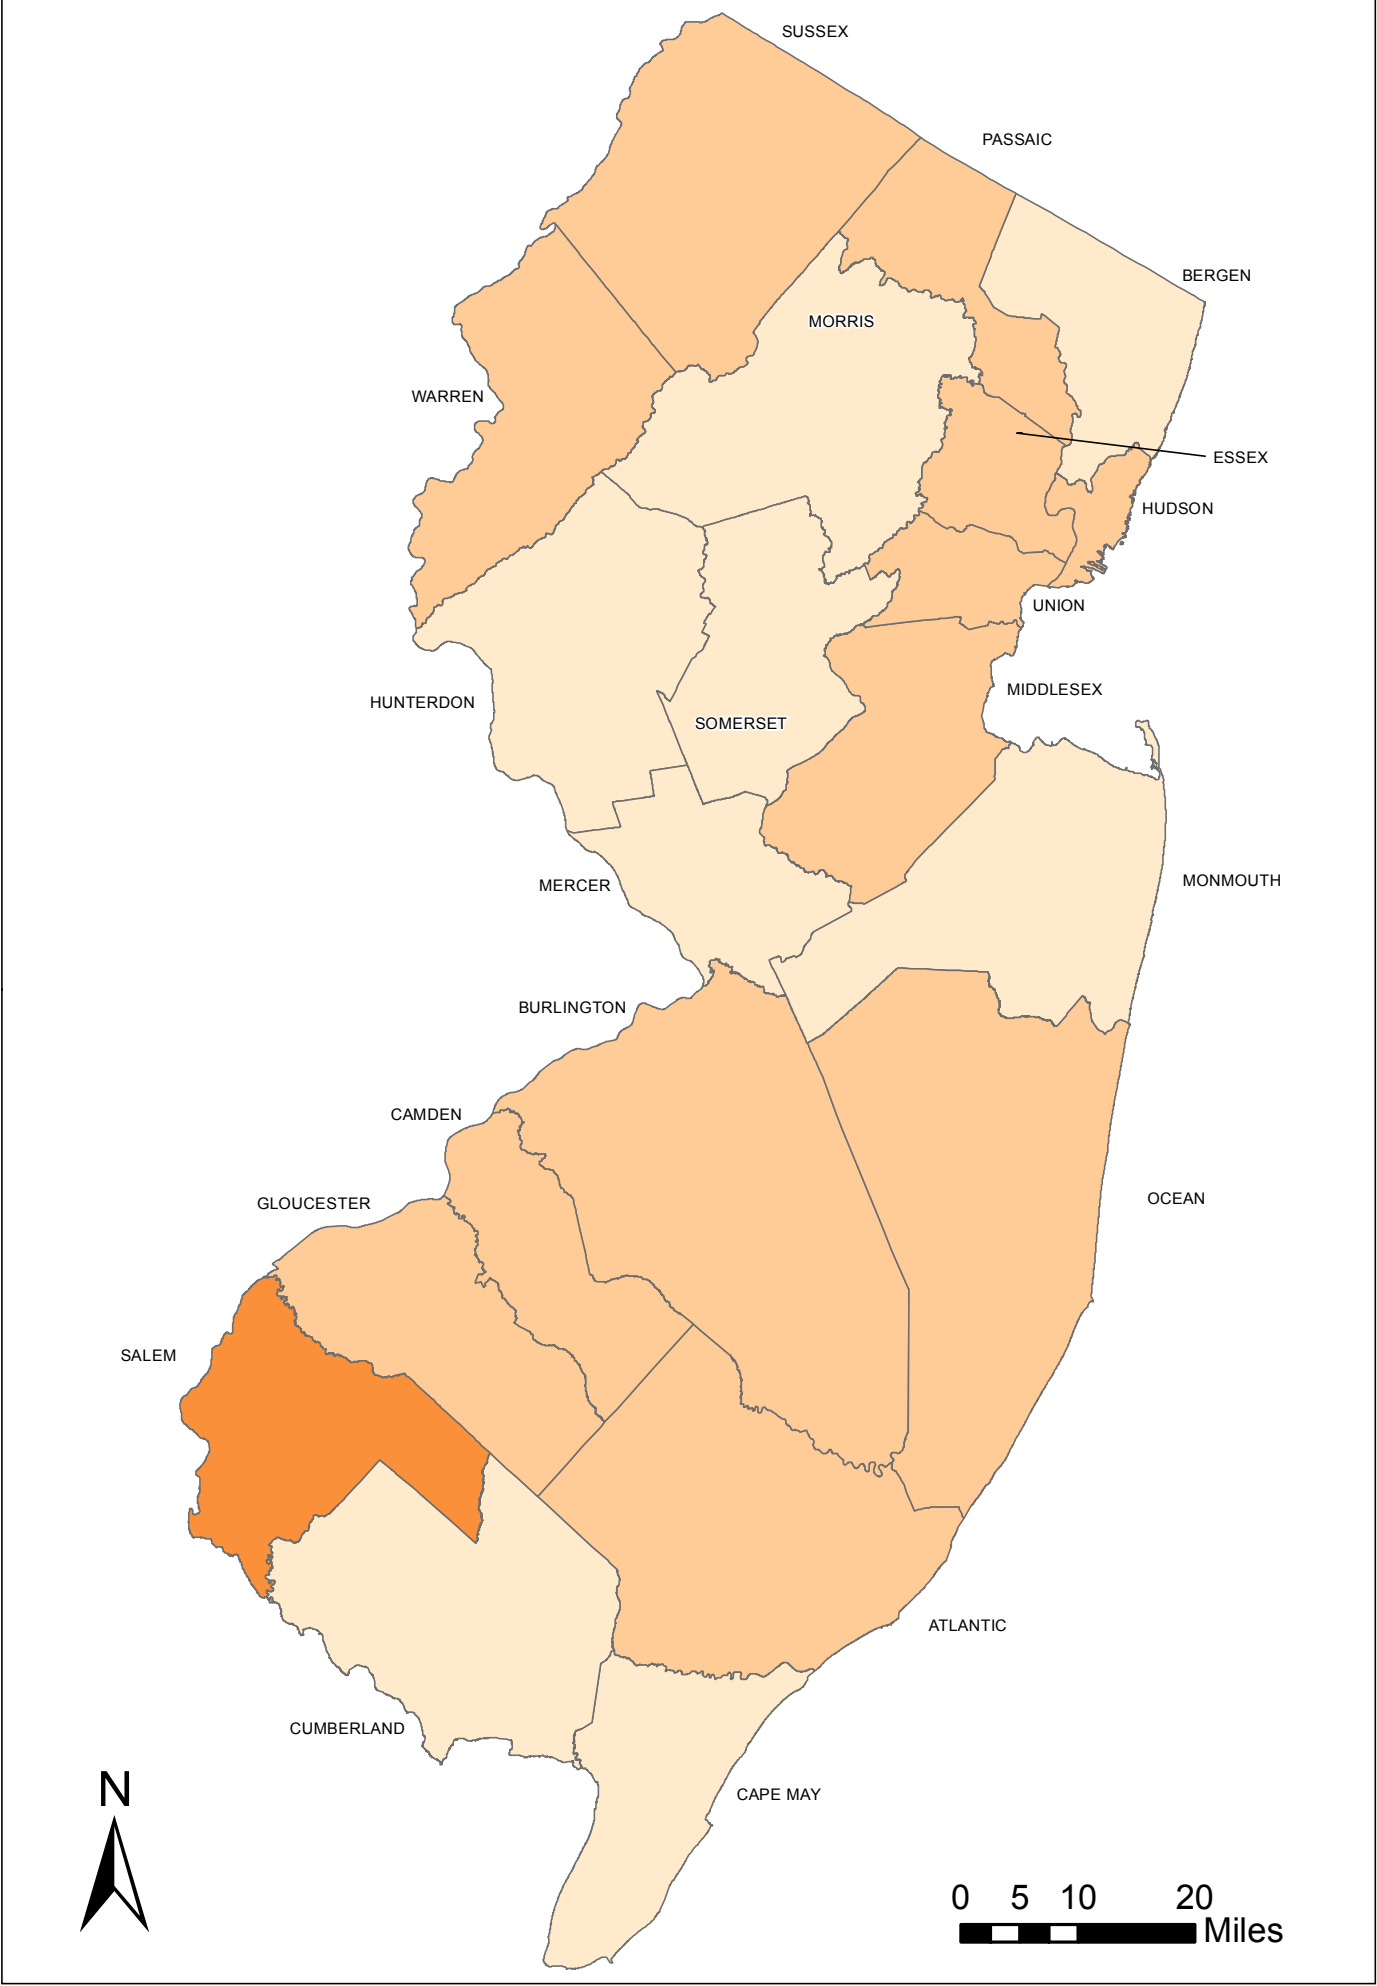 SUSSEX
PASSAIC
BERGEN
MORRIS
WARREN
ESSEX
HUDSON
UNION
MIDDLESEX
HUNTERDON
SOMERSET
MERCER
MONMOUTH
BURLINGTON
CAMDEN
OCEAN
GLOUCESTER
SALEM
ATLANTIC
CUMBERLAND
CAPE MAY
N
0 5 10 20
Miles